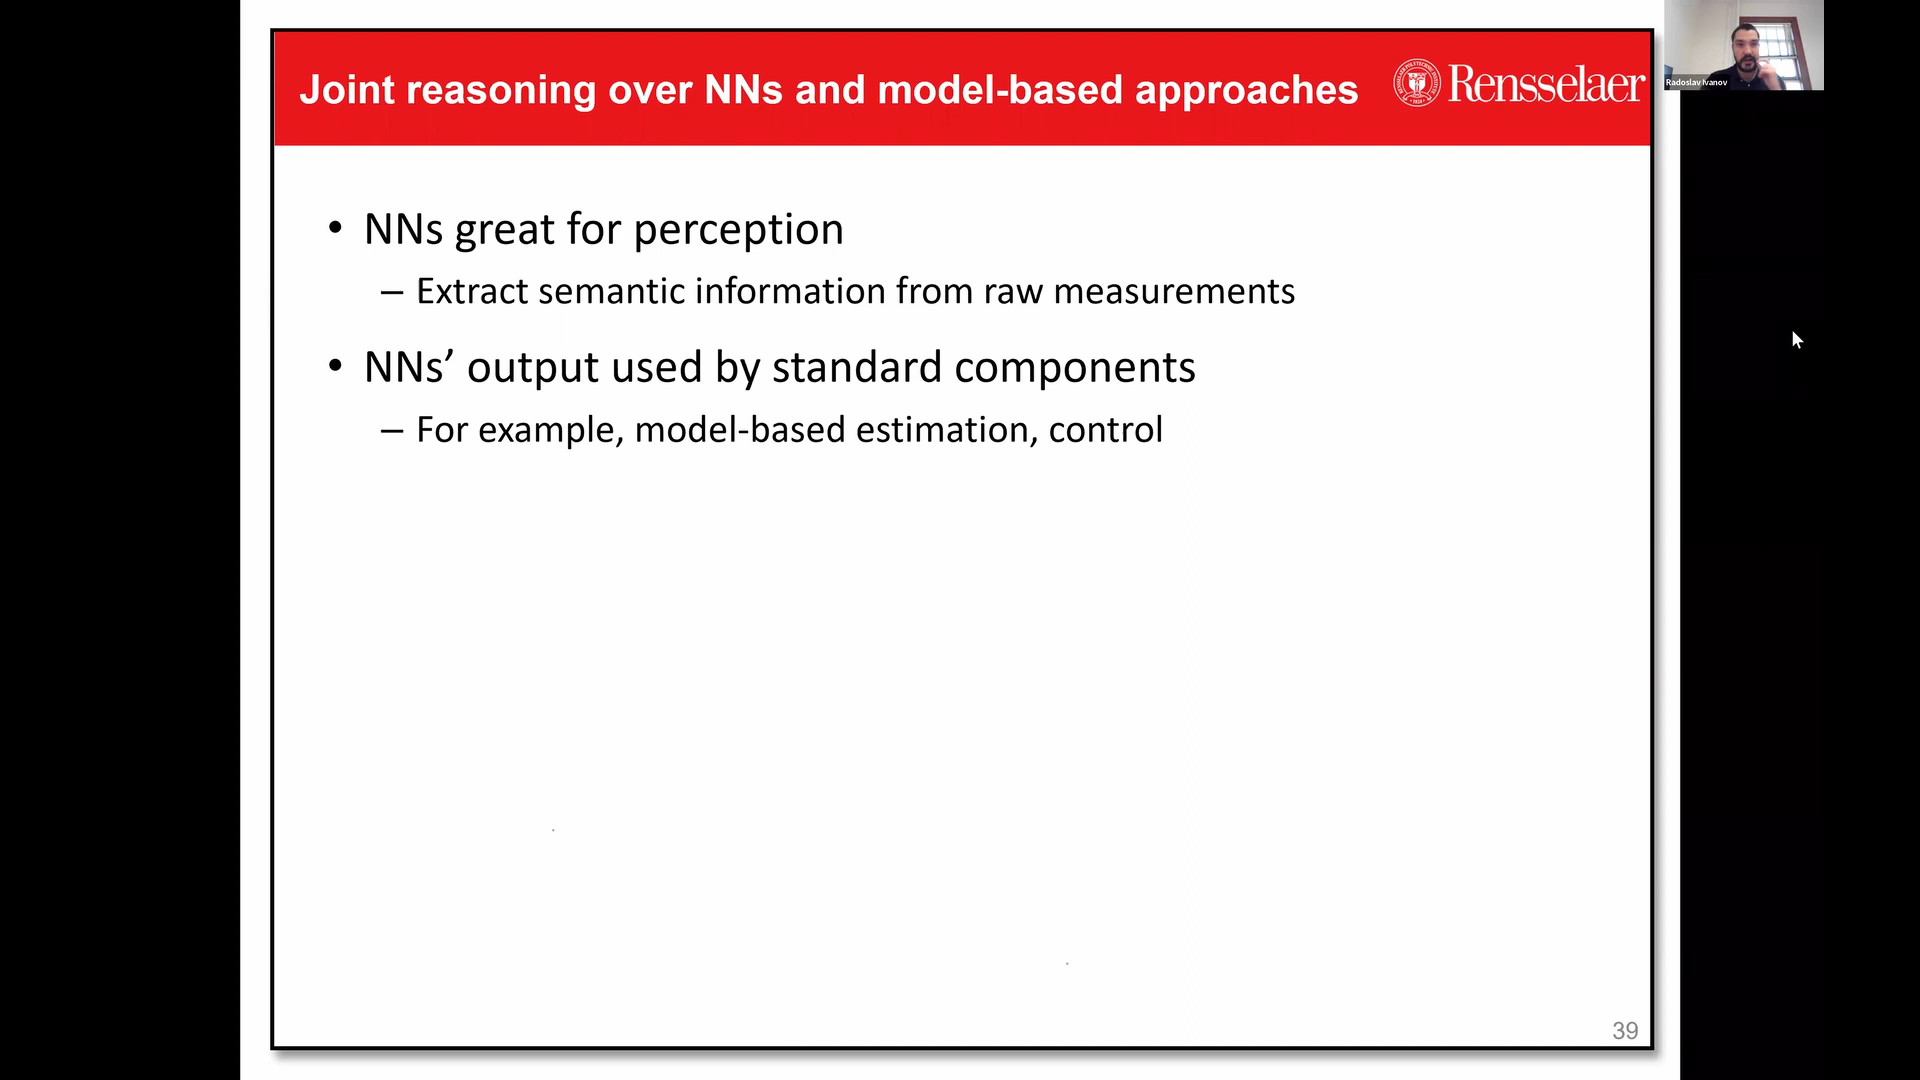 Joint reasoning over NNs and model-based approaches
Rensselaer
Radoslav Ivanov
• NNs great for perception
– Extract semantic information from raw measurements
• NNs’ output used by standard components
– For example, model-based estimation, control
39